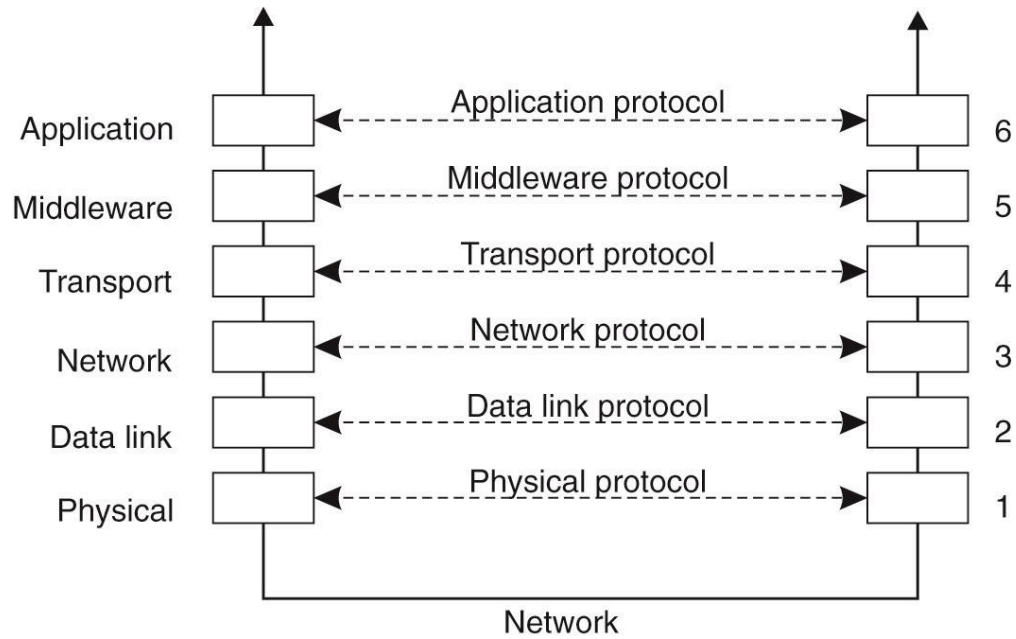 Application protocol
Application
6
Middleware protocol
Middleware
5
Transport protocol
Transport
4
Network protocol
Network
3
Data link protocol
Data link
2
Physical protocol
Physical
1
Network